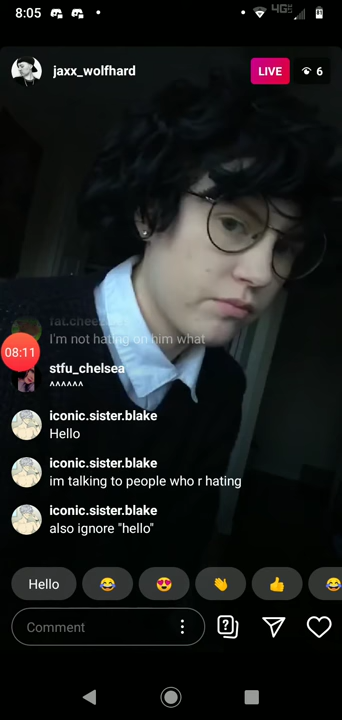 8:05
4G
jaxx_wolfhard
LIVE
6
I'm not hating on him what
08:11
stfu_chelsea
^^^^^^
iconic.sister.blake
Hello
iconic.sister.blake
im talking to people who r hating
iconic.sister.blake
also ignore "hello"
Hello
Comment